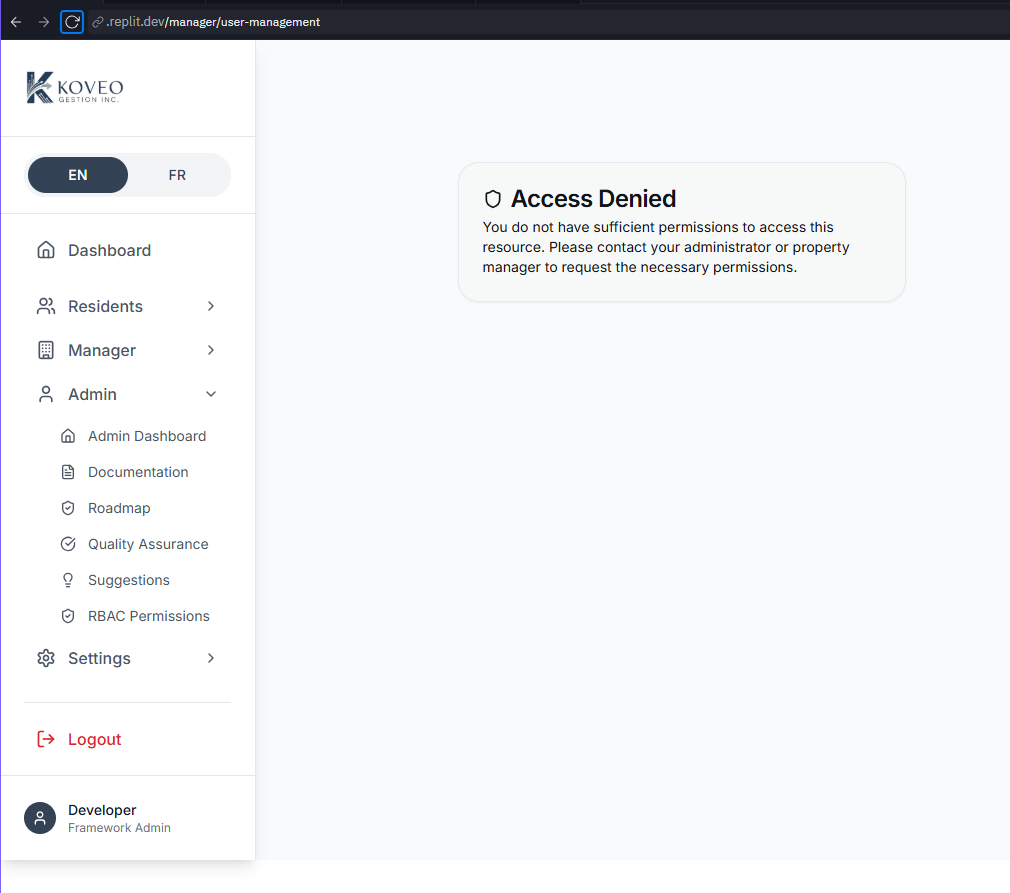 .replit.dev/manager/user-management
KOVEO
GESTION INC.
EN
FR
Dashboard
Residents
Manager
Admin
Admin Dashboard
Documentation
Roadmap
Quality Assurance
Suggestions
RBAC Permissions
Settings
Logout
Developer
Framework Admin
Access Denied
You do not have sufficient permissions to access this
resource. Please contact your administrator or property
manager to request the necessary permissions.